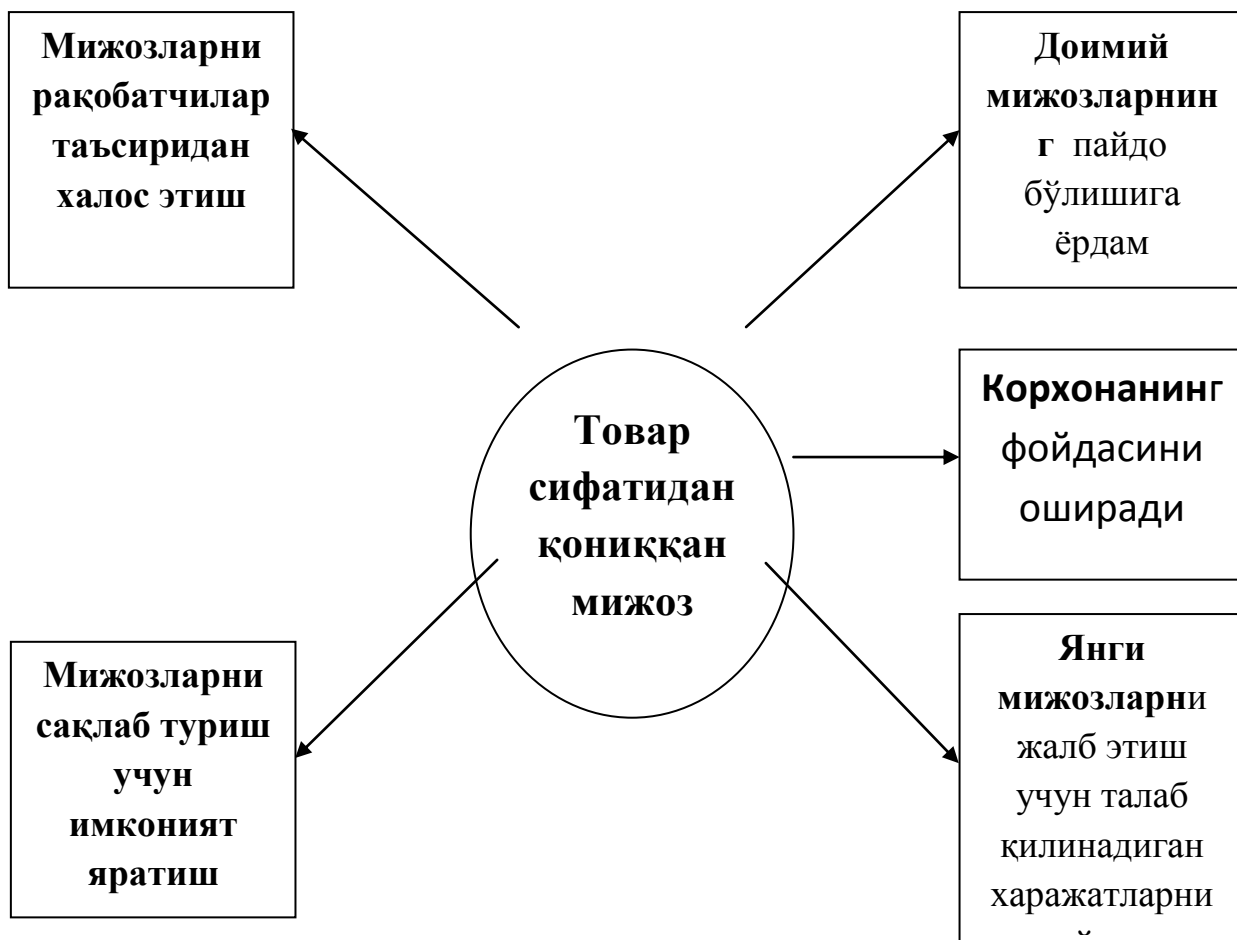 Мижозларни
рақобатчилар
таъсиридан
халос этиш
Доимий
мижозларнин
г пайдо
бўлишига
ёрдам
Товар
сифатидан
қониққан
мижоз
Корхонанинг
фойдасини
оширади
Мижозларни
сақлаб туриш
учун
имконият
яратиш
Янги
мижозларни
жалб этиш
учун талаб
қилинадиган
харажатларни